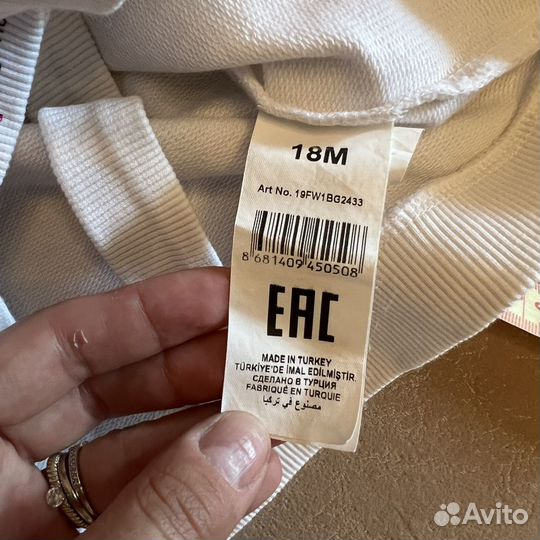 18M
Art No. 19FW1BG2433
8 681409 450508
EAC
MADE IN TURKEY
TÜRKİYE'DE İMAL EDİLMİŞTİR
СДЕЛАНО В ТУРЦИЯ
FABRIQUÉ EN TURQUIE
مصنوع في تركيا
Avito